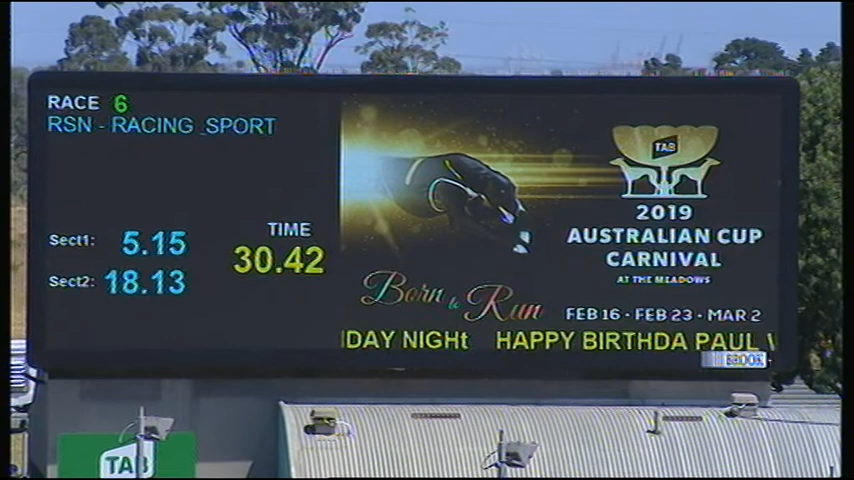 RACE 6
RSN - RACING SPORT
Sect1: 5.15
Sect2: 18.13
TIME
30.42
TAB
2019
AUSTRALIAN CUP
CARNIVAL
AT THE MEADOWS
Born to Run
FEB 16 · FEB 23 · MAR 2
IDAY NIGHt HAPPY BIRTHDA PAUL
BROOK
TAB